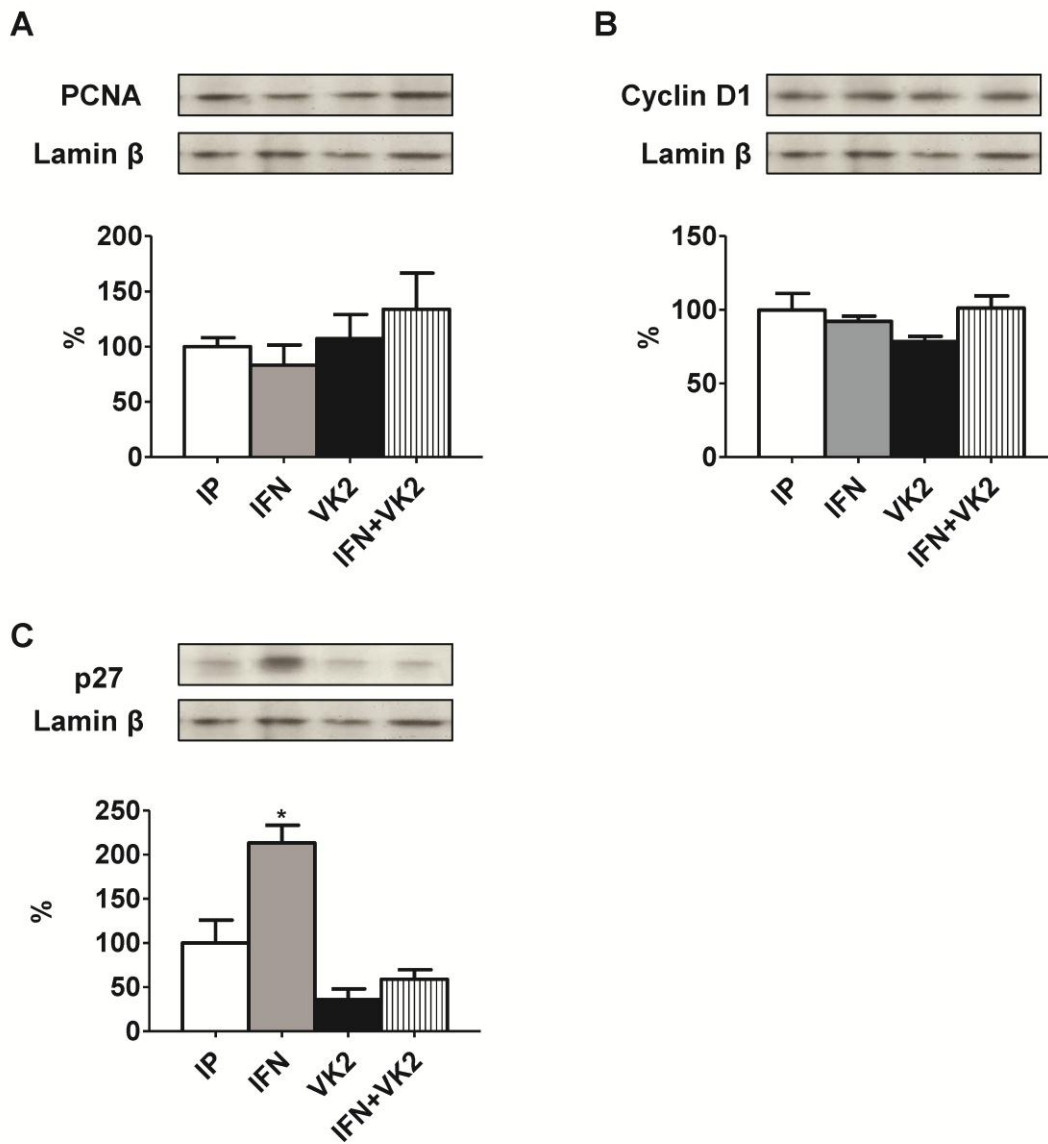 A
PCNA
Lamin β
200
150
100
50
0
%
IP
IFN
VK2
IFN+VK2
B
Cyclin D1
Lamin β
150
100
50
0
%
IP
IFN
VK2
IFN+VK2
C
p27
Lamin β
250
200
150
100
50
0
%
*
IP
IFN
VK2
IFN+VK2